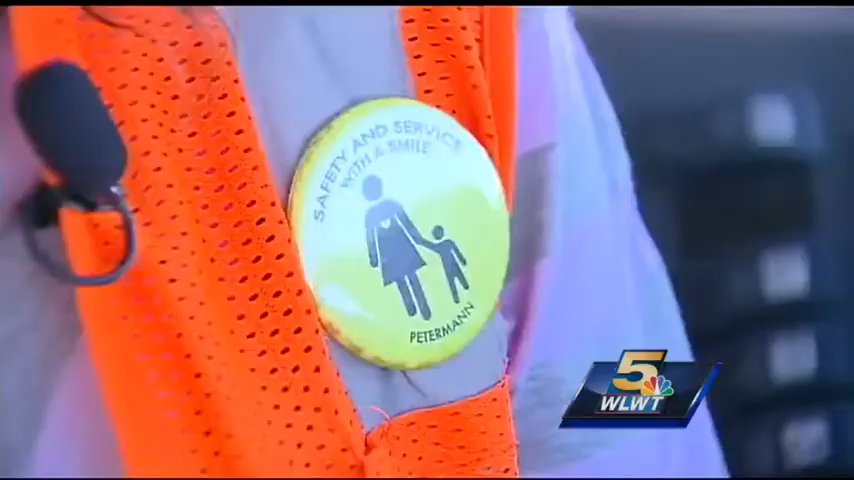 SAFETY AND SERVICE
WITH A SMILE
PETERMANN
5
WLWT